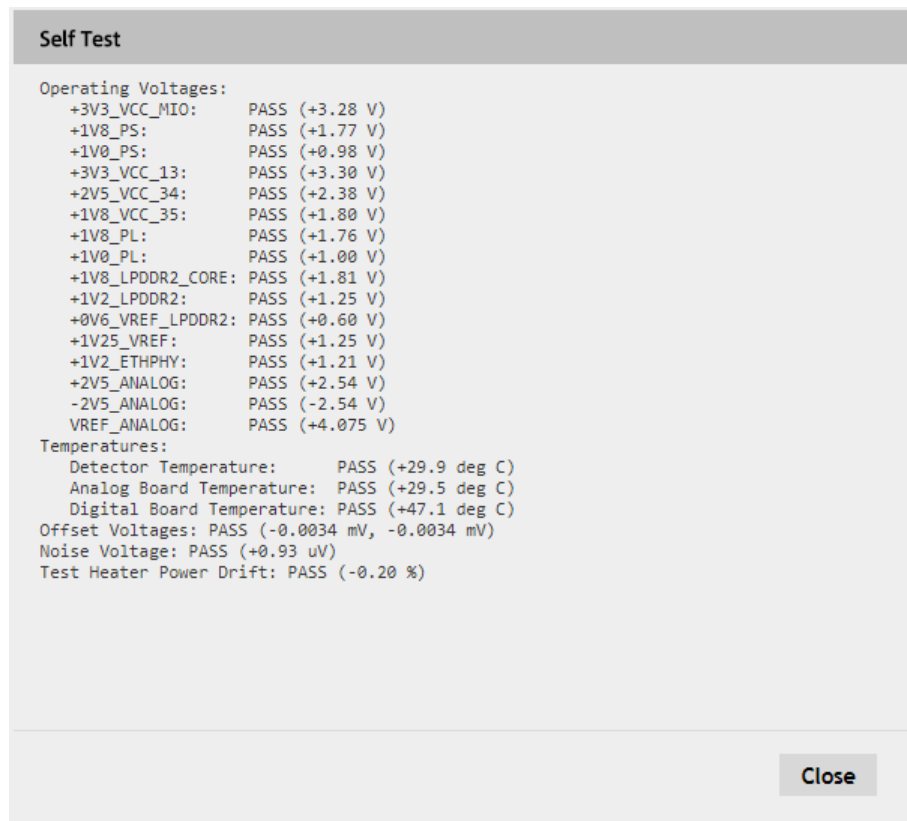 Self Test
Operating Voltages:
+3V3_VCC_MIO: PASS (+3.28 V)
+1V8_PS: PASS (+1.77 V)
+1V0_PS: PASS (+0.98 V)
+3V3_VCC_13: PASS (+3.30 V)
+2V5_VCC_34: PASS (+2.38 V)
+1V8_VCC_35: PASS (+1.80 V)
+1V8_PL: PASS (+1.76 V)
+1V0_PL: PASS (+1.00 V)
+1V8_LPDDR2_CORE: PASS (+1.81 V)
+1V2_LPDDR2: PASS (+1.25 V)
+0V6_VREF_LPDDR2: PASS (+0.60 V)
+1V25_VREF: PASS (+1.25 V)
+1V2_ETHPHY: PASS (+1.21 V)
+2V5_ANALOG: PASS (+2.54 V)
-2V5_ANALOG: PASS (-2.54 V)
VREF_ANALOG: PASS (+4.075 V)
Temperatures:
Detector Temperature: PASS (+29.9 deg C)
Analog Board Temperature: PASS (+29.5 deg C)
Digital Board Temperature: PASS (+47.1 deg C)
Offset Voltages: PASS (-0.0034 mV, -0.0034 mV)
Noise Voltage: PASS (+0.93 uV)
Test Heater Power Drift: PASS (-0.20 %)
Close